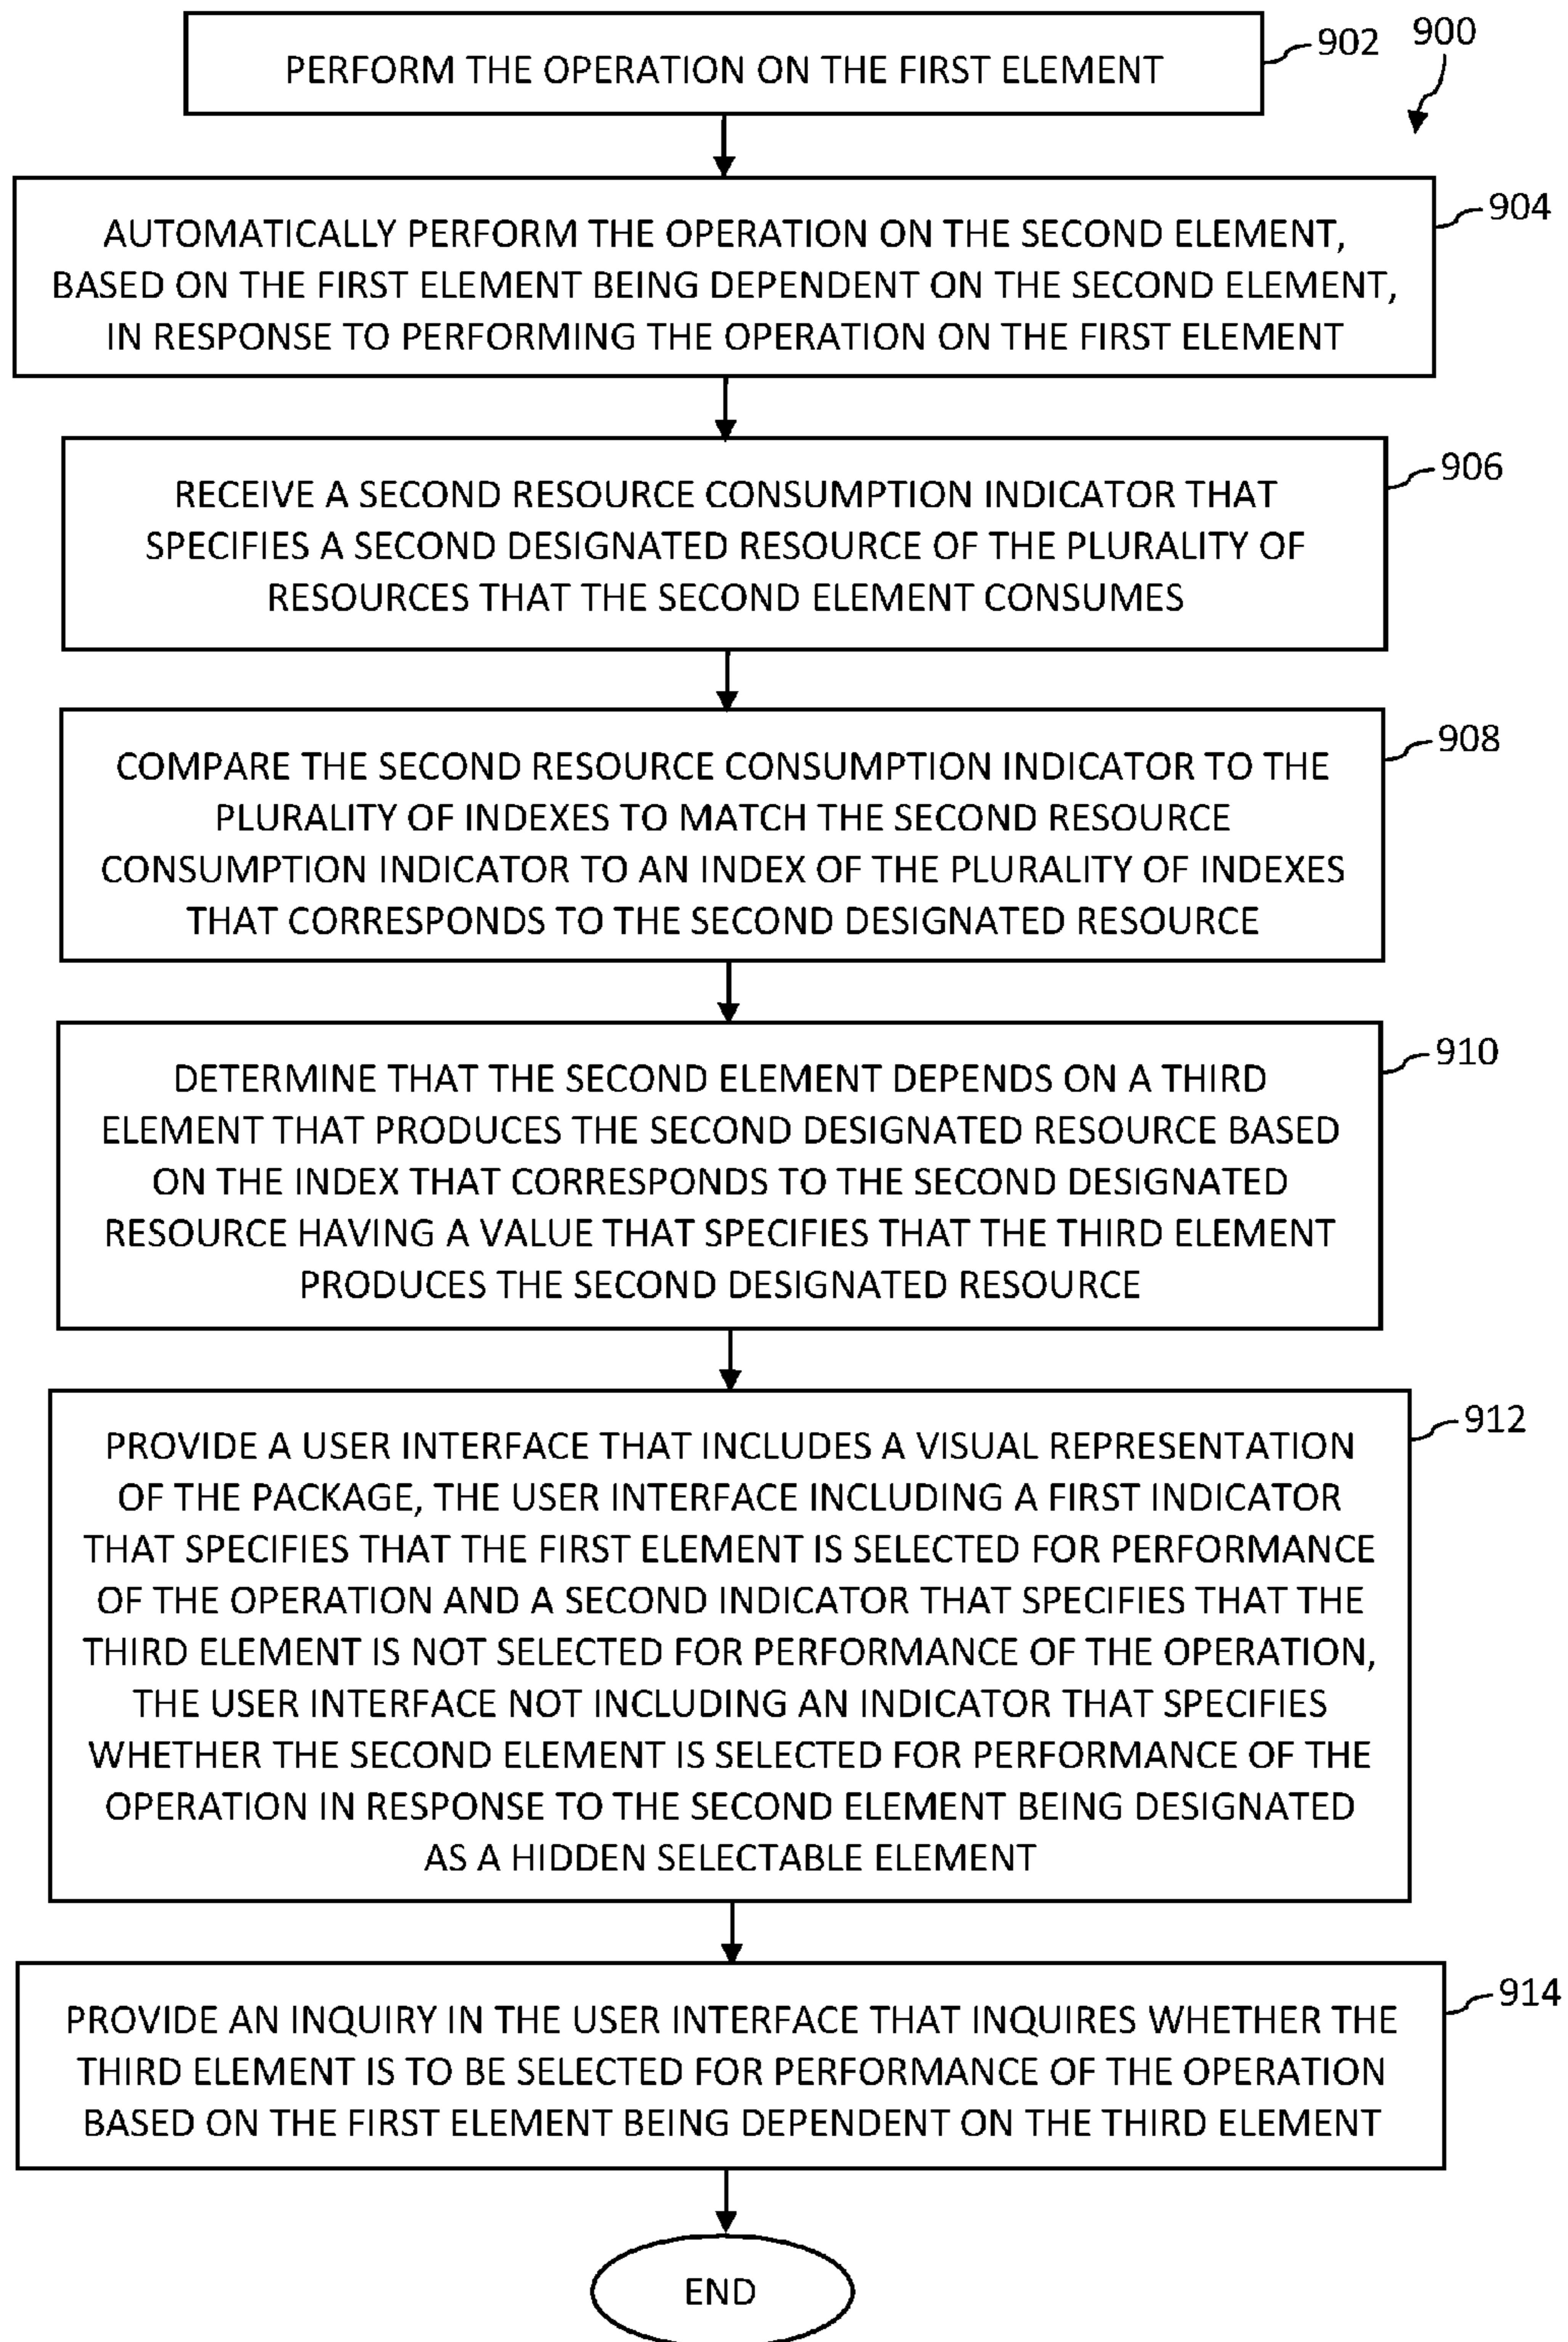 900
902
PERFORM THE OPERATION ON THE FIRST ELEMENT
904
AUTOMATICALLY PERFORM THE OPERATION ON THE SECOND ELEMENT,
BASED ON THE FIRST ELEMENT BEING DEPENDENT ON THE SECOND ELEMENT,
IN RESPONSE TO PERFORMING THE OPERATION ON THE FIRST ELEMENT
906
RECEIVE A SECOND RESOURCE CONSUMPTION INDICATOR THAT
SPECIFIES A SECOND DESIGNATED RESOURCE OF THE PLURALITY OF
RESOURCES THAT THE SECOND ELEMENT CONSUMES
908
COMPARE THE SECOND RESOURCE CONSUMPTION INDICATOR TO THE
PLURALITY OF INDEXES TO MATCH THE SECOND RESOURCE
CONSUMPTION INDICATOR TO AN INDEX OF THE PLURALITY OF INDEXES
THAT CORRESPONDS TO THE SECOND DESIGNATED RESOURCE
910
DETERMINE THAT THE SECOND ELEMENT DEPENDS ON A THIRD
ELEMENT THAT PRODUCES THE SECOND DESIGNATED RESOURCE BASED
ON THE INDEX THAT CORRESPONDS TO THE SECOND DESIGNATED
RESOURCE HAVING A VALUE THAT SPECIFIES THAT THE THIRD ELEMENT
PRODUCES THE SECOND DESIGNATED RESOURCE
912
PROVIDE A USER INTERFACE THAT INCLUDES A VISUAL REPRESENTATION
OF THE PACKAGE, THE USER INTERFACE INCLUDING A FIRST INDICATOR
THAT SPECIFIES THAT THE FIRST ELEMENT IS SELECTED FOR PERFORMANCE
OF THE OPERATION AND A SECOND INDICATOR THAT SPECIFIES THAT THE
THIRD ELEMENT IS NOT SELECTED FOR PERFORMANCE OF THE OPERATION,
THE USER INTERFACE NOT INCLUDING AN INDICATOR THAT SPECIFIES
WHETHER THE SECOND ELEMENT IS SELECTED FOR PERFORMANCE OF THE
OPERATION IN RESPONSE TO THE SECOND ELEMENT BEING DESIGNATED
AS A HIDDEN SELECTABLE ELEMENT
914
PROVIDE AN INQUIRY IN THE USER INTERFACE THAT INQUIRES WHETHER THE
THIRD ELEMENT IS TO BE SELECTED FOR PERFORMANCE OF THE OPERATION
BASED ON THE FIRST ELEMENT BEING DEPENDENT ON THE THIRD ELEMENT
END